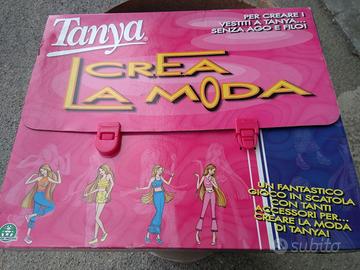 Tanya
PER CREARE I
VESTITI A TANYA...
SENZA AGO E FILO!
CREA
LA MODA
UN FANTASTICO
GIOCO IN SCATOLA
CON TANTI
ACCESSORI PER...
CREARE LA MODA
DI TANYA!
subito